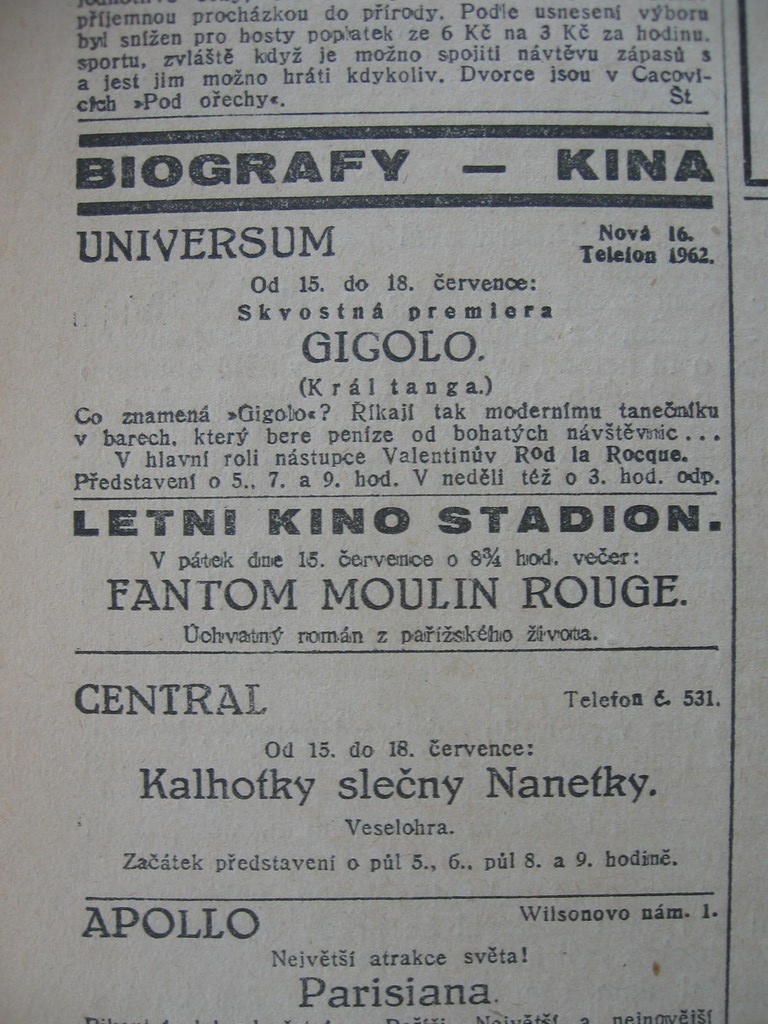 příjemnou procházkou do přírody. Podle usnesení výboru
byl snížen pro hosty poplatek ze 6 Kč na 3 Kč za hodinu.
sportu, zvláště když je možno spojiti návtěvu zápasů s
a jest jim možno hráti kdykoliv. Dvorce jsou v Cacovi-
cích »Pod ořechy«. Št
BIOGRAFY — KINA
UNIVERSUM Nová 16.
Telefon 1962.
Od 15. do 18. července:
Skvostná premiera
GIGOLO.
(Král tanga.)
Co znamená »Gigolo«? Říkají tak modernímu tanečníku
v barech, který bere peníze od bohatých návštěvnic...
V hlavní roli nástupce Valentinův Rod la Rocque.
Představení o 5., 7. a 9. hod. V neděli též o 3. hod. odp.
LETNI KINO STADION.
V pátek dne 15. července o 8¾ hod. večer:
FANTOM MOULIN ROUGE.
Úchvatný román z pařížského života.
CENTRAL Telefon č. 531.
Od 15. do 18. července:
Kalhotky slečny Nanetky.
Veselohra.
Začátek představení o půl 5., 6., půl 8. a 9. hodině.
APOLLO Wilsonovo nám. 1.
Největší atrakce světa!
Parisiana.
Největší a nejnovější